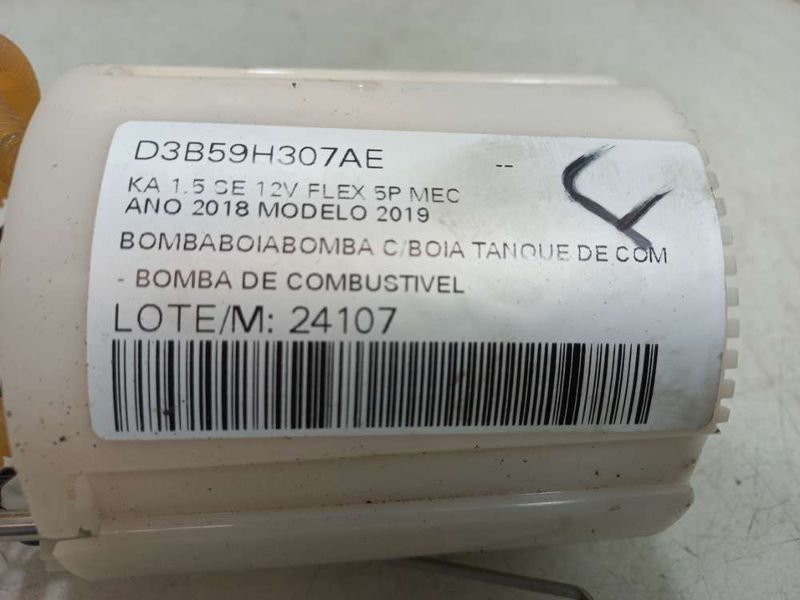 D3B59H307AE --
KA 1.5 SE 12V FLEX 5P MEC
ANO 2018 MODELO 2019
BOMBABOIABOMBA C/BOIA TANQUE DE COM
- BOMBA DE COMBUSTIVEL
LOTE/M: 24107